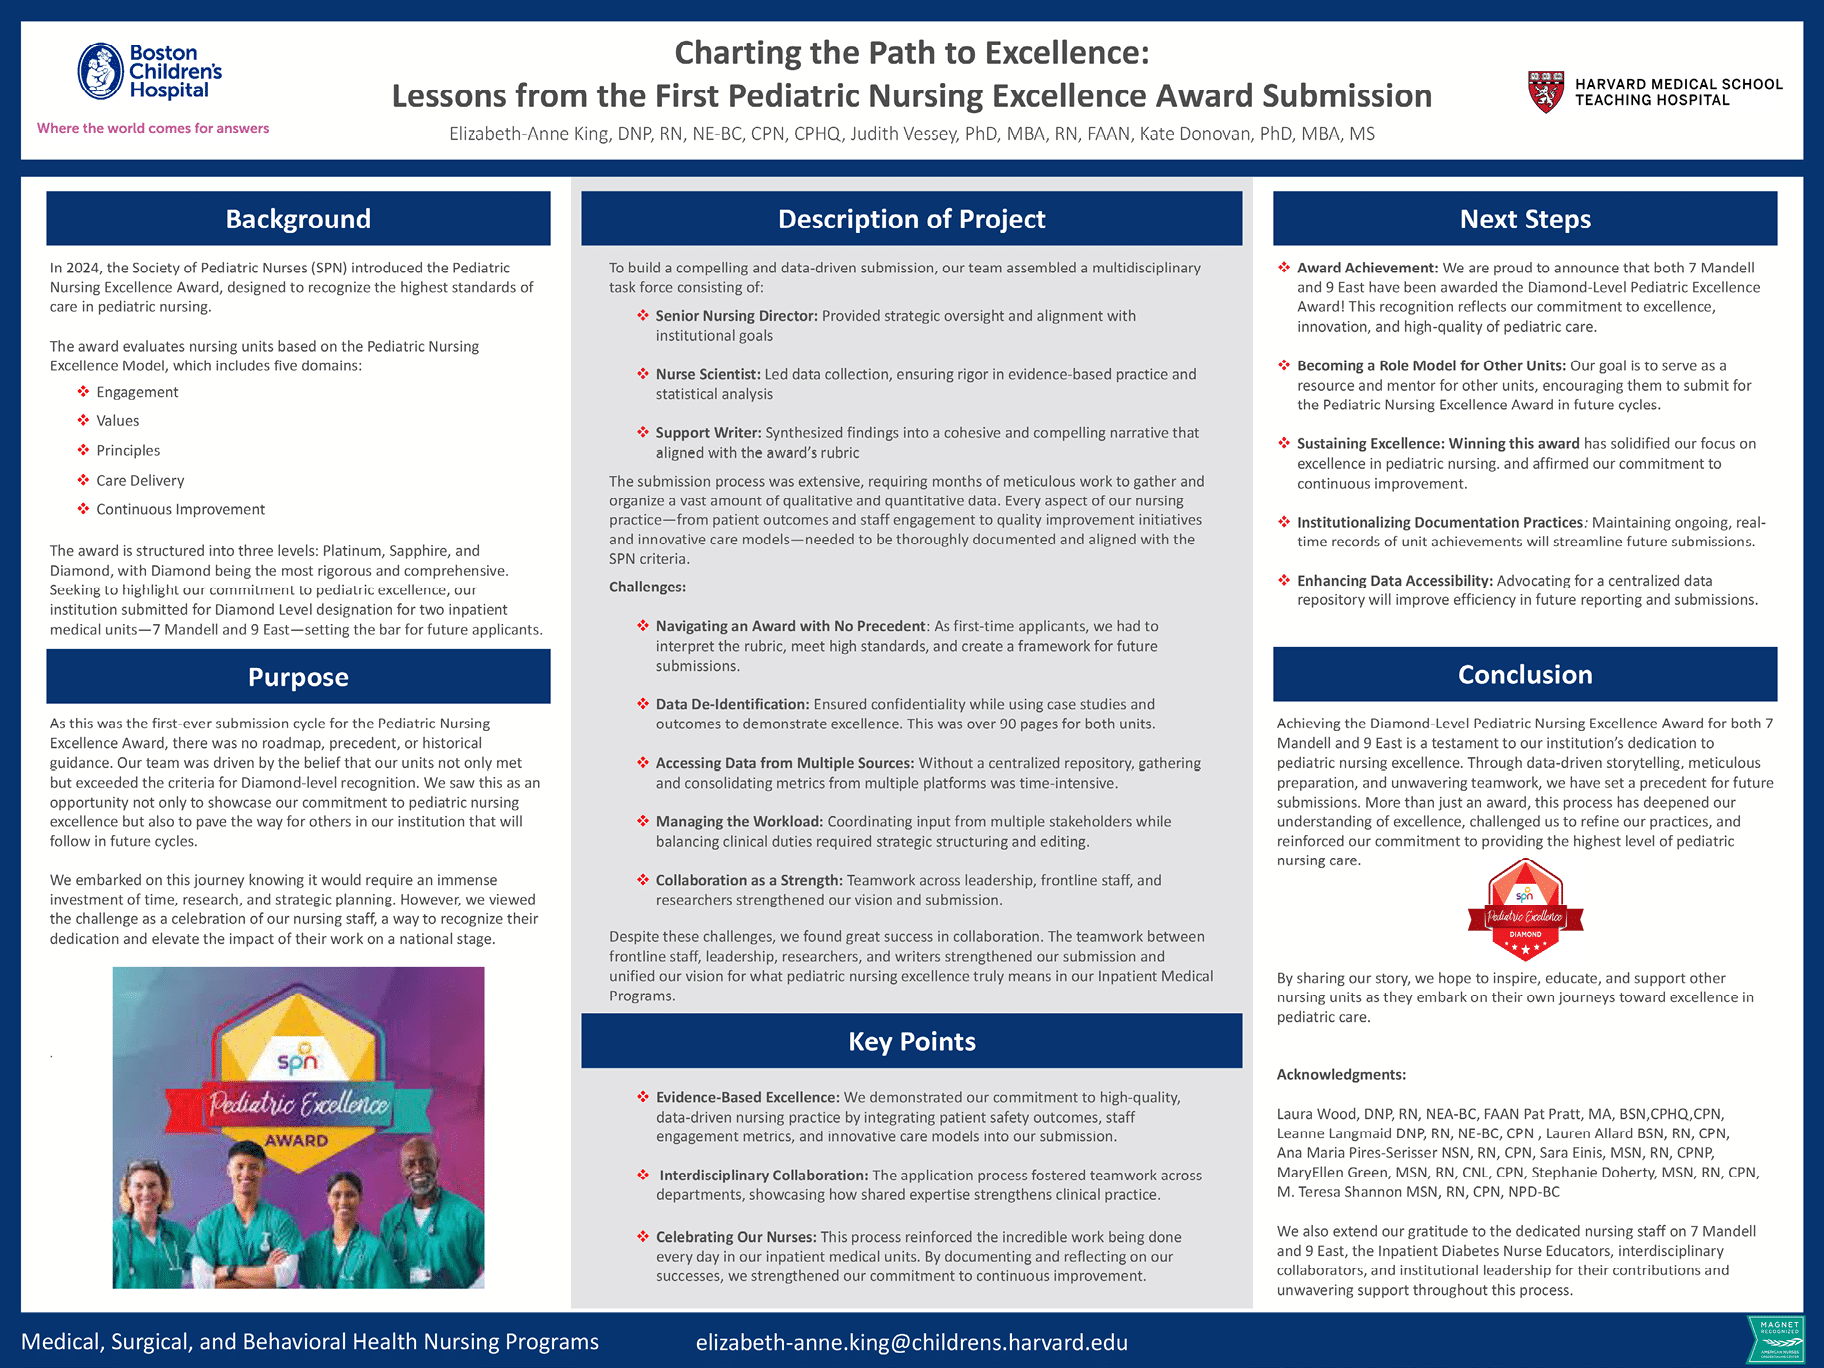 Boston
Children's
Hospital
Where the world comes for answers
Charting the Path to Excellence:
Lessons from the First Pediatric Nursing Excellence Award Submission
Elizabeth-Anne King, DNP, RN, NE-BC, CPN, CPHQ, Judith Vessey, PhD, MBA, RN, FAAN, Kate Donovan, PhD, MBA, MS
HARVARD MEDICAL SCHOOL
TEACHING HOSPITAL
Background
In 2024, the Society of Pediatric Nurses (SPN) introduced the Pediatric
Nursing Excellence Award, designed to recognize the highest standards of
care in pediatric nursing.
The award evaluates nursing units based on the Pediatric Nursing
Excellence Model, which includes five domains:
❖ Engagement
❖ Values
❖ Principles
❖ Care Delivery
❖ Continuous Improvement
The award is structured into three levels: Platinum, Sapphire, and
Diamond, with Diamond being the most rigorous and comprehensive.
Seeking to highlight our commitment to pediatric excellence, our
institution submitted for Diamond Level designation for two inpatient
medical units—7 Mandell and 9 East—setting the bar for future applicants.
Purpose
As this was the first-ever submission cycle for the Pediatric Nursing
Excellence Award, there was no roadmap, precedent, or historical
guidance. Our team was driven by the belief that our units not only met
but exceeded the criteria for Diamond-level recognition. We saw this as an
opportunity not only to showcase our commitment to pediatric nursing
excellence but also to pave the way for others in our institution that will
follow in future cycles.
We embarked on this journey knowing it would require an immense
investment of time, research, and strategic planning. However, we viewed
the challenge as a celebration of our nursing staff, a way to recognize their
dedication and elevate the impact of their work on a national stage.
.
spn
Pediatric Excellence
AWARD
Description of Project
To build a compelling and data-driven submission, our team assembled a multidisciplinary
task force consisting of:
❖ Senior Nursing Director: Provided strategic oversight and alignment with
institutional goals
❖ Nurse Scientist: Led data collection, ensuring rigor in evidence-based practice and
statistical analysis
❖ Support Writer: Synthesized findings into a cohesive and compelling narrative that
aligned with the award's rubric
The submission process was extensive, requiring months of meticulous work to gather and
organize a vast amount of qualitative and quantitative data. Every aspect of our nursing
practice—from patient outcomes and staff engagement to quality improvement initiatives
and innovative care models—needed to be thoroughly documented and aligned with the
SPN criteria.
Challenges:
❖ Navigating an Award with No Precedent: As first-time applicants, we had to
interpret the rubric, meet high standards, and create a framework for future
submissions.
❖ Data De-Identification: Ensured confidentiality while using case studies and
outcomes to demonstrate excellence. This was over 90 pages for both units.
❖ Accessing Data from Multiple Sources: Without a centralized repository, gathering
and consolidating metrics from multiple platforms was time-intensive.
❖ Managing the Workload: Coordinating input from multiple stakeholders while
balancing clinical duties required strategic structuring and editing.
❖ Collaboration as a Strength: Teamwork across leadership, frontline staff, and
researchers strengthened our vision and submission.
Despite these challenges, we found great success in collaboration. The teamwork between
frontline staff, leadership, researchers, and writers strengthened our submission and
unified our vision for what pediatric nursing excellence truly means in our Inpatient Medical
Programs.
Key Points
❖ Evidence-Based Excellence: We demonstrated our commitment to high-quality,
data-driven nursing practice by integrating patient safety outcomes, staff
engagement metrics, and innovative care models into our submission.
❖ Interdisciplinary Collaboration: The application process fostered teamwork across
departments, showcasing how shared expertise strengthens clinical practice.
❖ Celebrating Our Nurses: This process reinforced the incredible work being done
every day in our inpatient medical units. By documenting and reflecting on our
successes, we strengthened our commitment to continuous improvement.
Next Steps
❖ Award Achievement: We are proud to announce that both 7 Mandell
and 9 East have been awarded the Diamond-Level Pediatric Excellence
Award! This recognition reflects our commitment to excellence,
innovation, and high-quality of pediatric care.
❖ Becoming a Role Model for Other Units: Our goal is to serve as a
resource and mentor for other units, encouraging them to submit for
the Pediatric Nursing Excellence Award in future cycles.
❖ Sustaining Excellence: Winning this award has solidified our focus on
excellence in pediatric nursing. and affirmed our commitment to
continuous improvement.
❖ Institutionalizing Documentation Practices: Maintaining ongoing, real-
time records of unit achievements will streamline future submissions.
❖ Enhancing Data Accessibility: Advocating for a centralized data
repository will improve efficiency in future reporting and submissions.
Conclusion
Achieving the Diamond-Level Pediatric Nursing Excellence Award for both 7
Mandell and 9 East is a testament to our institution's dedication to
pediatric nursing excellence. Through data-driven storytelling, meticulous
preparation, and unwavering teamwork, we have set a precedent for future
submissions. More than just an award, this process has deepened our
understanding of excellence, challenged us to refine our practices, and
reinforced our commitment to providing the highest level of pediatric
nursing care.
spn
Pediatric Excellence
DIAMOND
By sharing our story, we hope to inspire, educate, and support other
nursing units as they embark on their own journeys toward excellence in
pediatric care.
Acknowledgments:
Laura Wood, DNP, RN, NEA-BC, FAAN Pat Pratt, MA, BSN,CPHQ,CPN,
Leanne Langmaid DNP, RN, NE-BC, CPN , Lauren Allard BSN, RN, CPN,
Ana Maria Pires-Serisser NSN, RN, CPN, Sara Einis, MSN, RN, CPNP,
MaryEllen Green, MSN, RN, CNL, CPN, Stephanie Doherty, MSN, RN, CPN,
M. Teresa Shannon MSN, RN, CPN, NPD-BC
We also extend our gratitude to the dedicated nursing staff on 7 Mandell
and 9 East, the Inpatient Diabetes Nurse Educators, interdisciplinary
collaborators, and institutional leadership for their contributions and
unwavering support throughout this process.
Medical, Surgical, and Behavioral Health Nursing Programs
elizabeth-anne.king@childrens.harvard.edu
MAGNET
RECOGNIZED
AMERICAN NURSES
CREDENTIALING CENTER